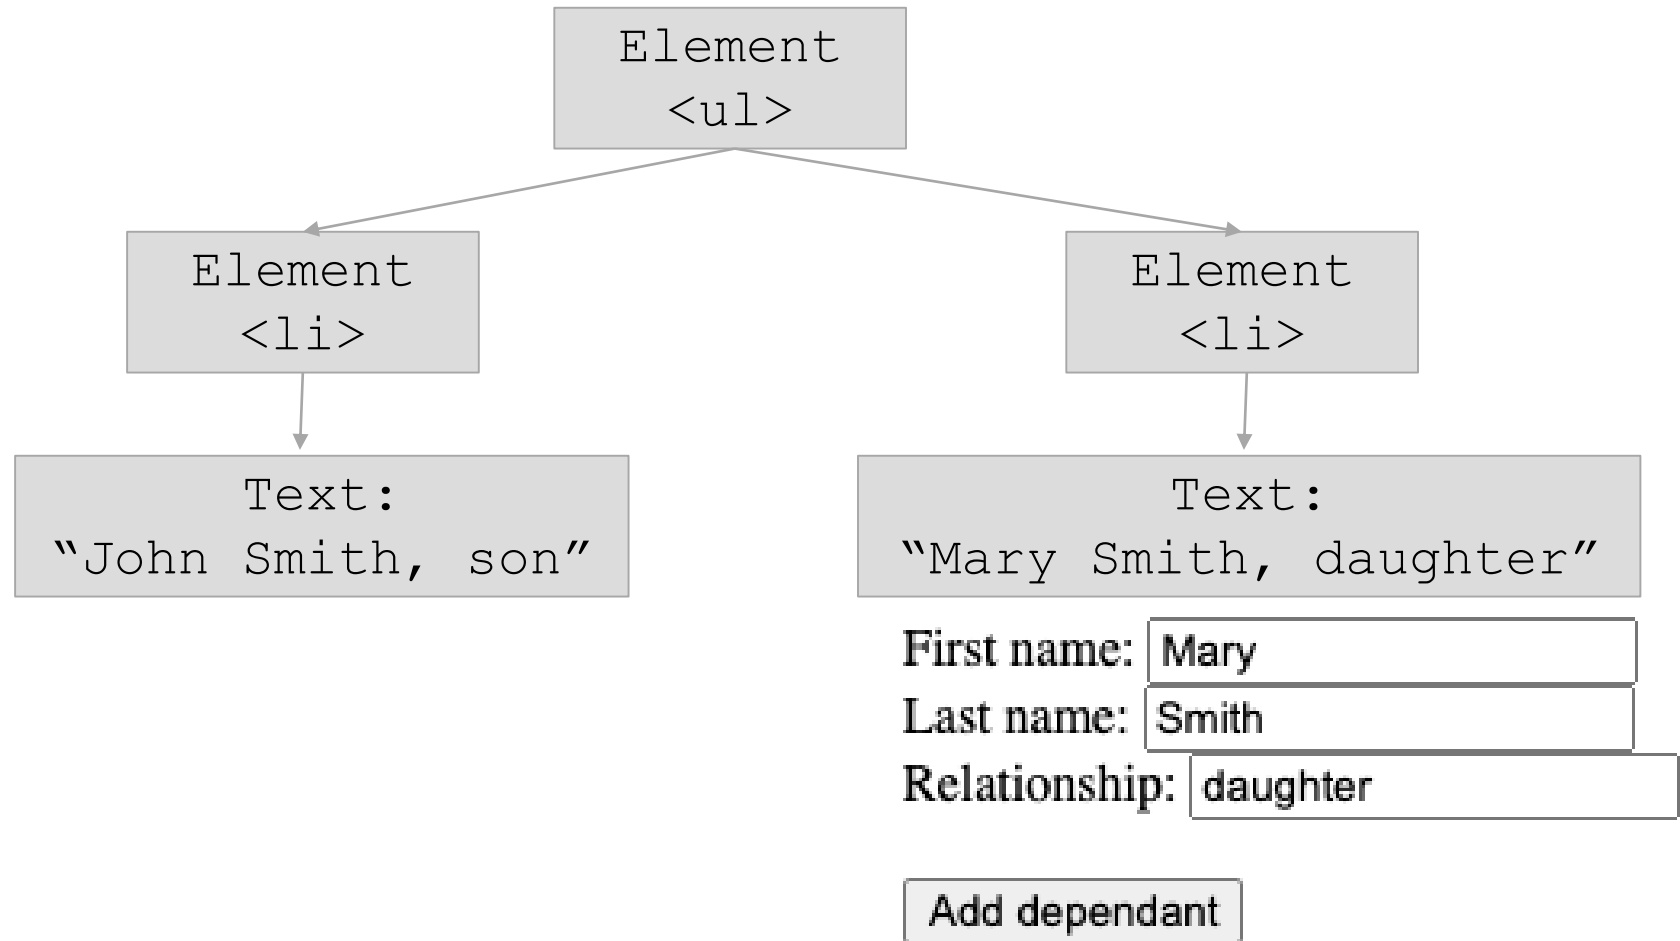 Element
<ul>
Element
<li>
Element
<li>
Text:
“John Smith, son”
Text:
“Mary Smith, daughter”
First name: Mary
Last name: Smith
Relationship: daughter
Add dependant